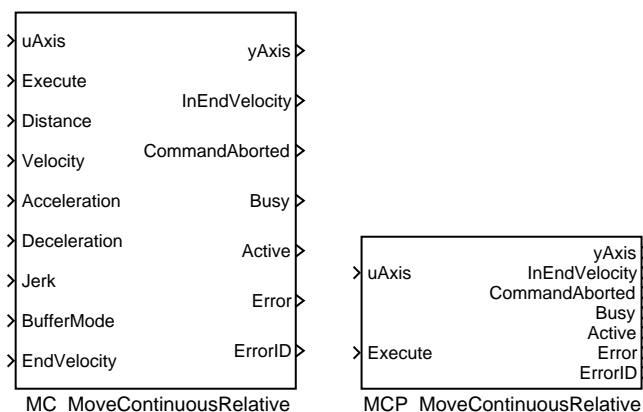 uAxis
Execute
Distance
Velocity
Acceleration
Deceleration
Jerk
BufferMode
EndVelocity
yAxis
InEndVelocity
CommandAborted
Busy
Active
Error
ErrorID
MC_MoveContinuousRelative
uAxis
Execute
yAxis
InEndVelocity
CommandAborted
Busy
Active
Error
ErrorID
MCP_MoveContinuousRelative